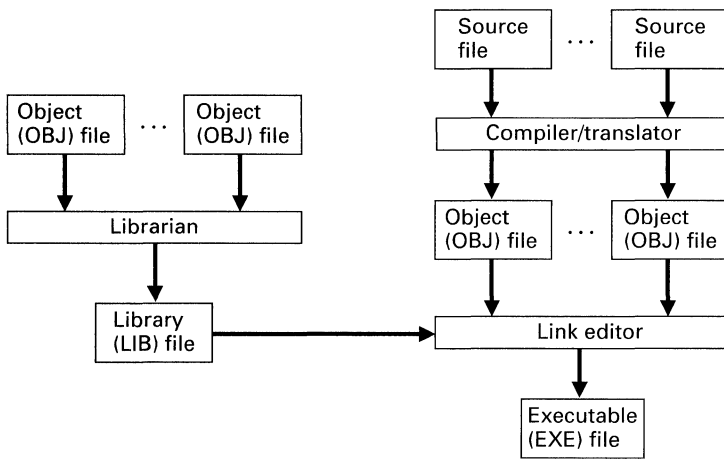 Source
file
...
Source
file
Object
(OBJ) file
...
Object
(OBJ) file
Compiler/translator
Librarian
Object
(OBJ) file
...
Object
(OBJ) file
Library
(LIB) file
Link editor
Executable
(EXE) file